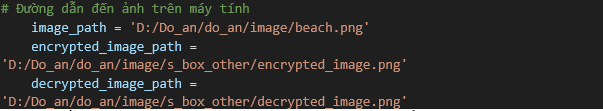 # Đường dẫn đến ảnh trên máy tính
image_path = 'D:/Do_an/do_an/image/beach.png'
encrypted_image_path =
'D:/Do_an/do_an/image/s_box_other/encrypted_image.png'
decrypted_image_path =
'D:/Do_an/do_an/image/s_box_other/decrypted_image.png'